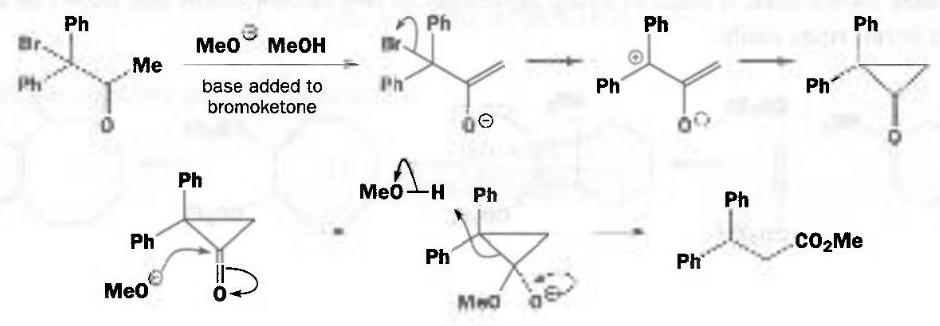 Ph Ph Ph
Br MeO⊖ MeOH Br Ph
Me ⊕
Ph base added to Ph Ph Ph
bromoketone
O O⊖ O⊖ O
Ph MeO H Ph Ph
Ph Ph Ph CO2Me
MeO⊖ O MeO O⊖